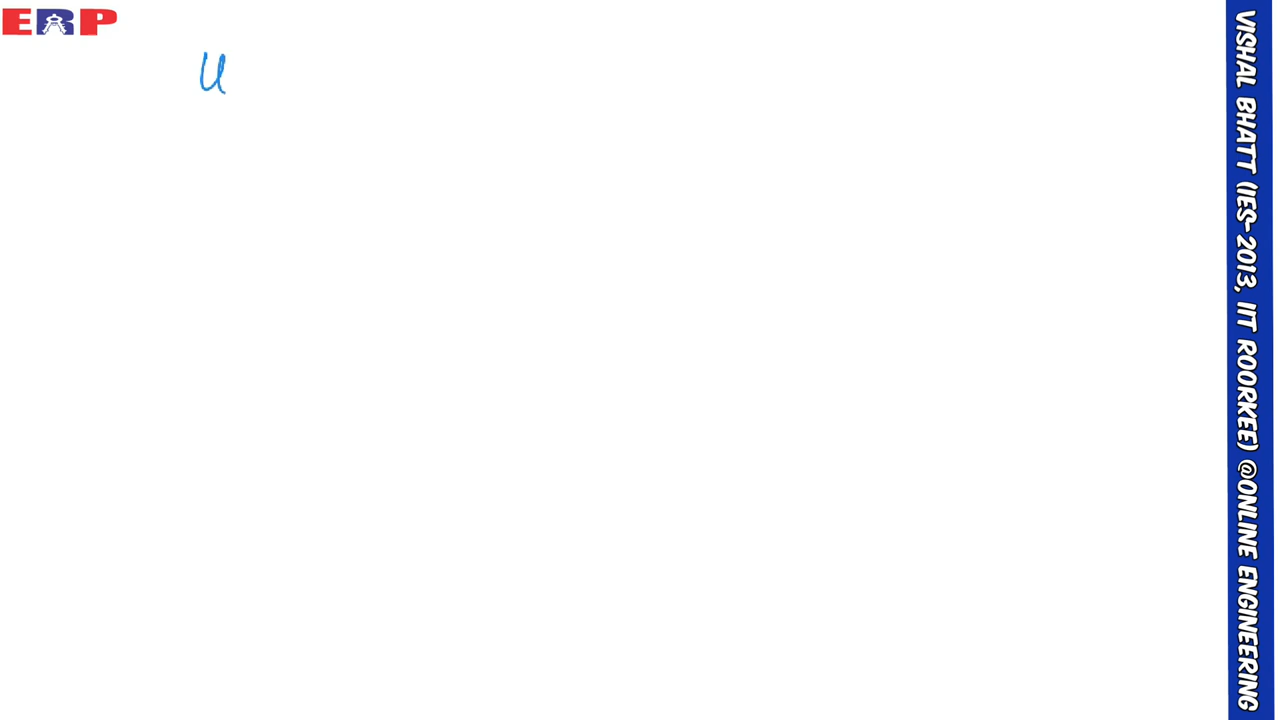 ERP
U
VISHAL BHATT (IES-2013, IIT ROORKEE) @ONLINE ENGINEERING